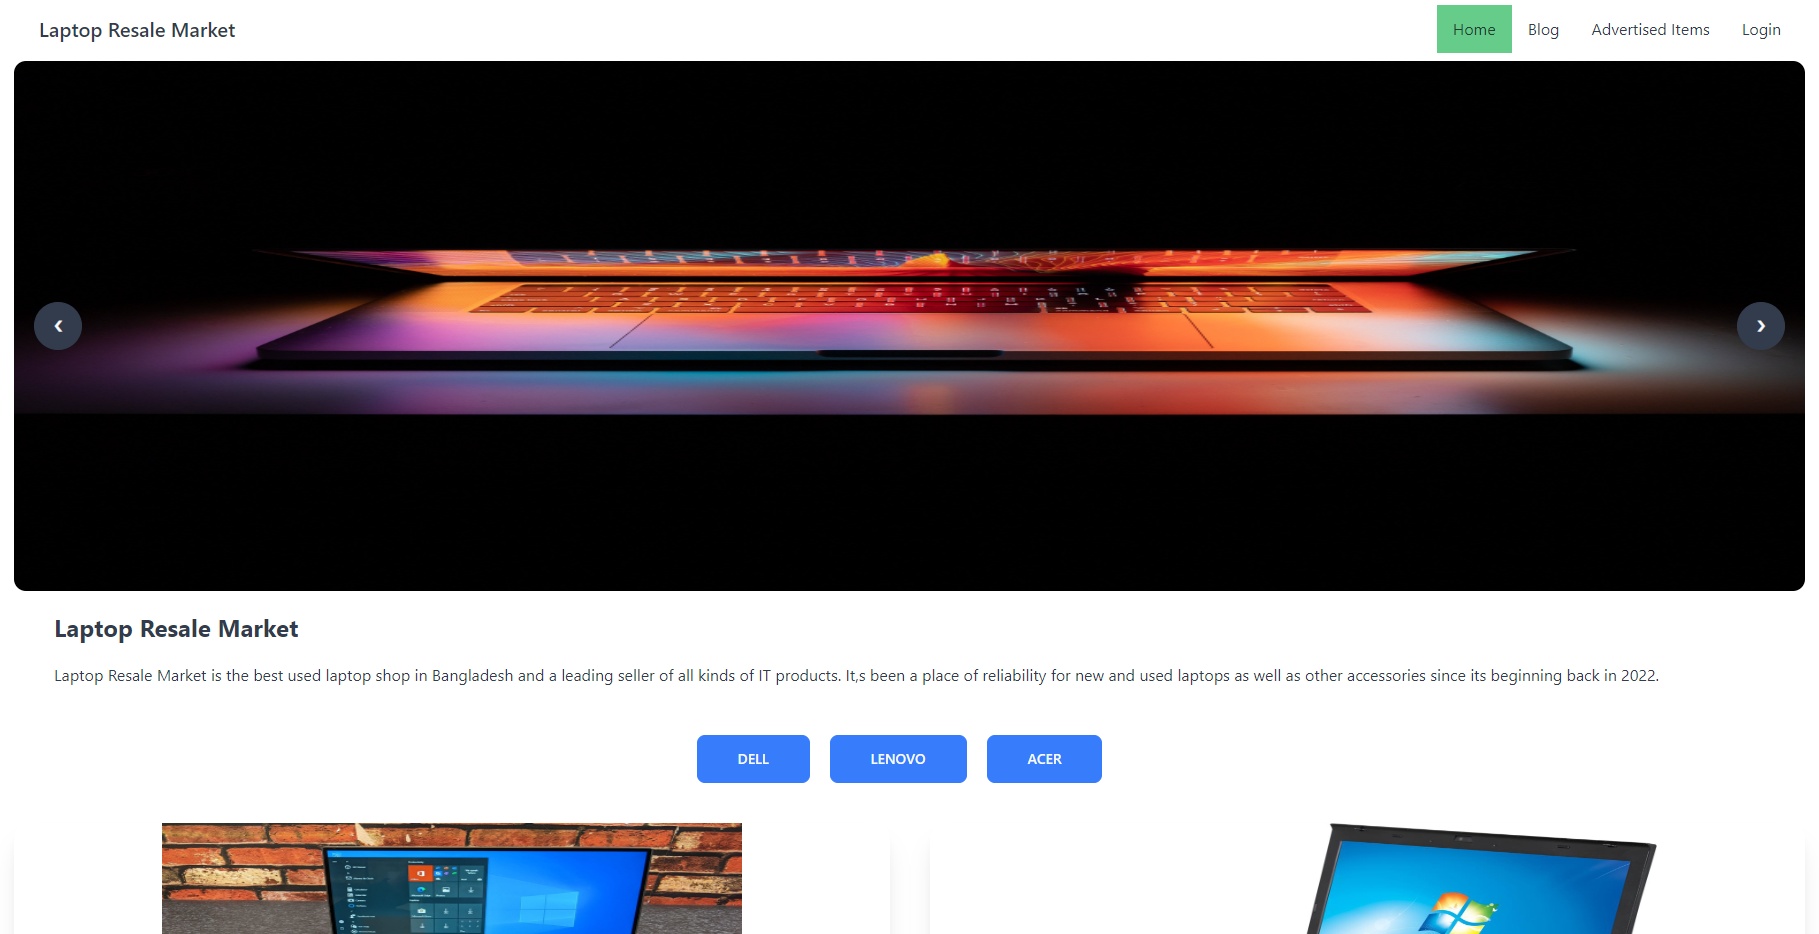 Laptop Resale Market
Home Blog Advertised Items Login
Laptop Resale Market
Laptop Resale Market is the best used laptop shop in Bangladesh and a leading seller of all kinds of IT products. It,s been a place of reliability for new and used laptops as well as other accessories since its beginning back in 2022.
DELL LENOVO ACER